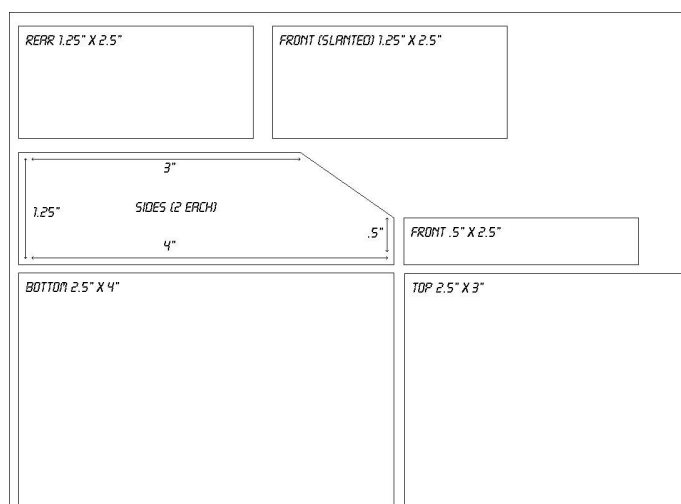 REAR 1.25" X 2.5"
FRONT (SLANTED) 1.25" X 2.5"
3"
1.25"
SIDES (2 EACH)
.5"
4"
FRONT .5" X 2.5"
BOTTOM 2.5" X 4"
TOP 2.5" X 3"